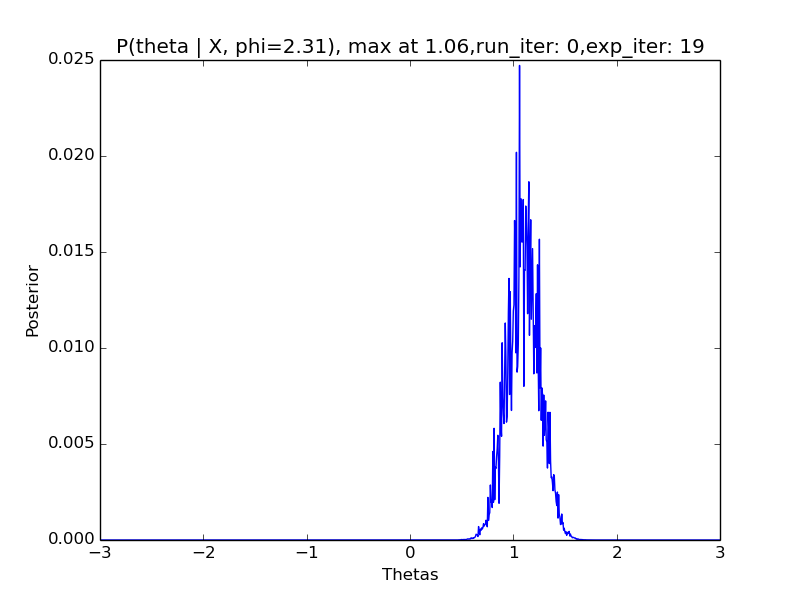 P(theta | X, phi=2.31), max at 1.06,run_iter: 0,exp_iter: 19
0.025
0.020
0.015
0.010
0.005
0.000
Posterior
−3 −2 −1 0 1 2 3
Thetas